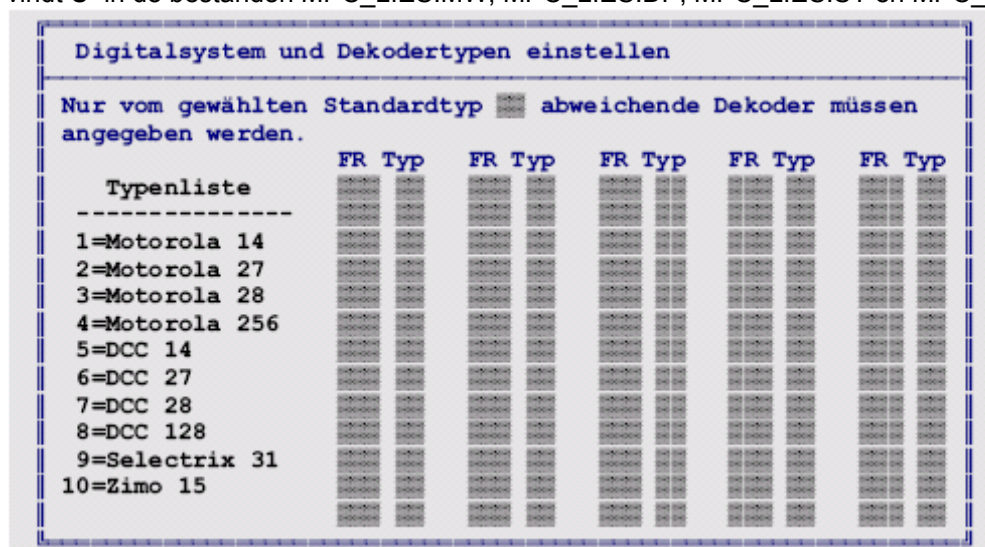 Digitalsystem und Dekodertypen einstellen
Nur vom gewählten Standardtyp abweichende Dekoder müssen
angegeben werden.
FR Typ FR Typ FR Typ FR Typ FR Typ
Typenliste
---------------
1=Motorola 14
2=Motorola 27
3=Motorola 28
4=Motorola 256
5=DCC 14
6=DCC 27
7=DCC 28
8=DCC 128
9=Selectrix 31
10=Zimo 15